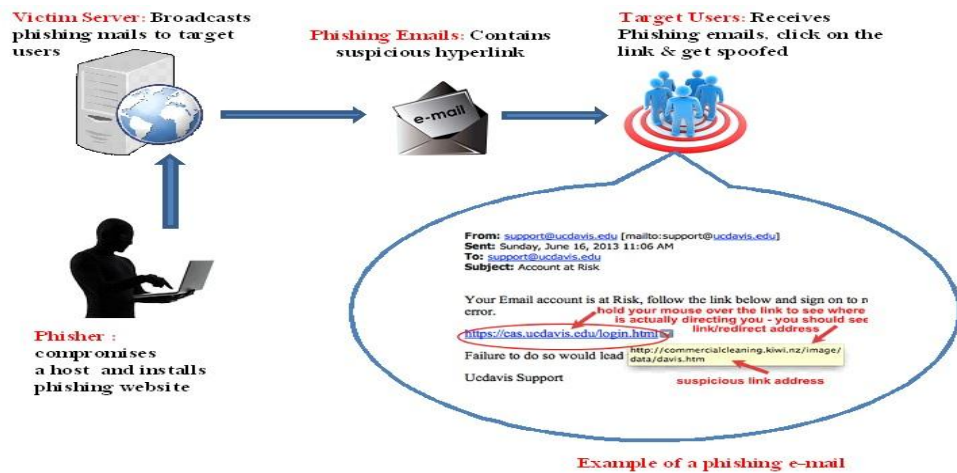 Victim Server: Broadcasts
phishing mails to target
users
Phishing Emails: Contains
suspicious hyperlink
Target Users: Receives
Phishing emails, click on the
link & get spoofed
e-mail
Phisher :
compromises
a host and installs
phishing website
From: support@ucdavis.edu [mailto:support@ucdavis.edu]
Sent: Sunday, June 16, 2013 11:06 AM
To: support@ucdavis.edu
Subject: Account at Risk
Your Email account is at Risk, follow the link below and sign on to r
error.
hold your mouse over the link to see where
is actually directing you - you should see
link/redirect address
https://cas.ucdavis.edu/login.html
Failure to do so would lead
http://commercialcleaning.kiwi.nz/image/
data/davis.htm
Ucdavis Support
suspicious link address
Example of a phishing e-mail